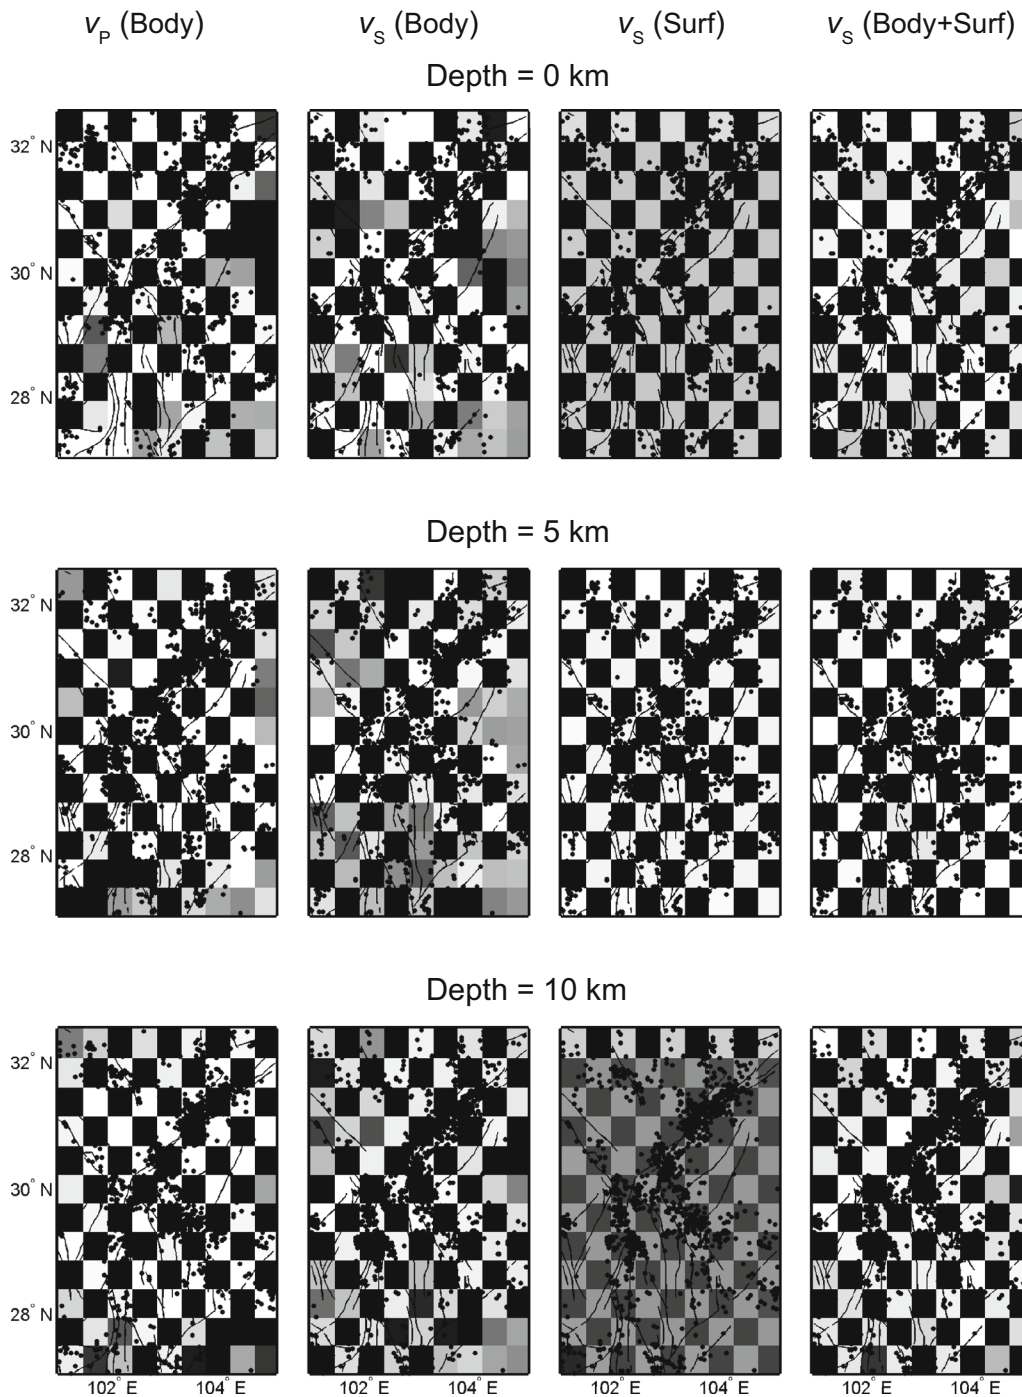 vP (Body) vS (Body) vS (Surf) vS (Body+Surf)
Depth = 0 km
32° N
30° N
28° N
Depth = 5 km
32° N
30° N
28° N
Depth = 10 km
32° N
30° N
28° N
102° E 104° E 102° E 104° E 102° E 104° E 102° E 104° E